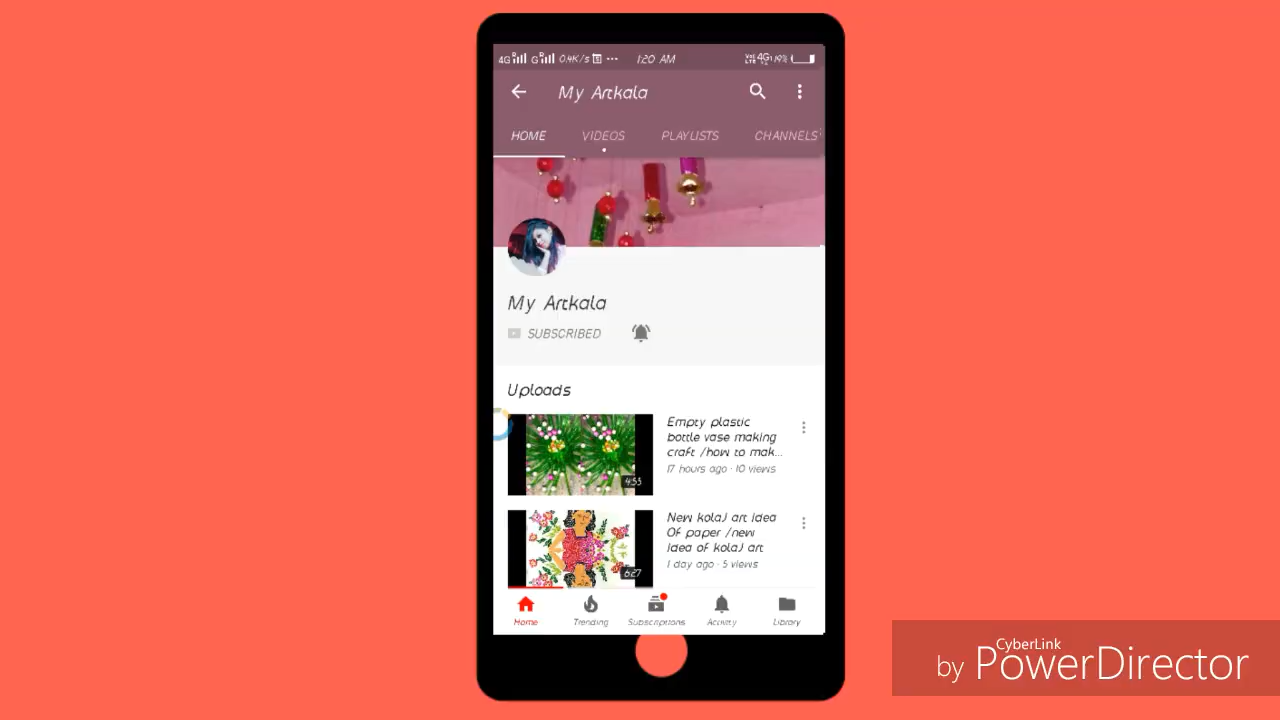 4G G 0.4K/s ... 1:20 AM VoLTE 4G 19%
My Artkala
HOME VIDEOS PLAYLISTS CHANNELS
My Artkala
SUBSCRIBED
Uploads
Empty plastic
bottle vase making
craft /how to mak...
17 hours ago · 10 views
4:53
New kolaj art idea
Of paper /new
idea of kolaj art
1 day ago · 5 views
6:27
Home Trending Subscriptions Activity Library
CyberLink
by PowerDirector